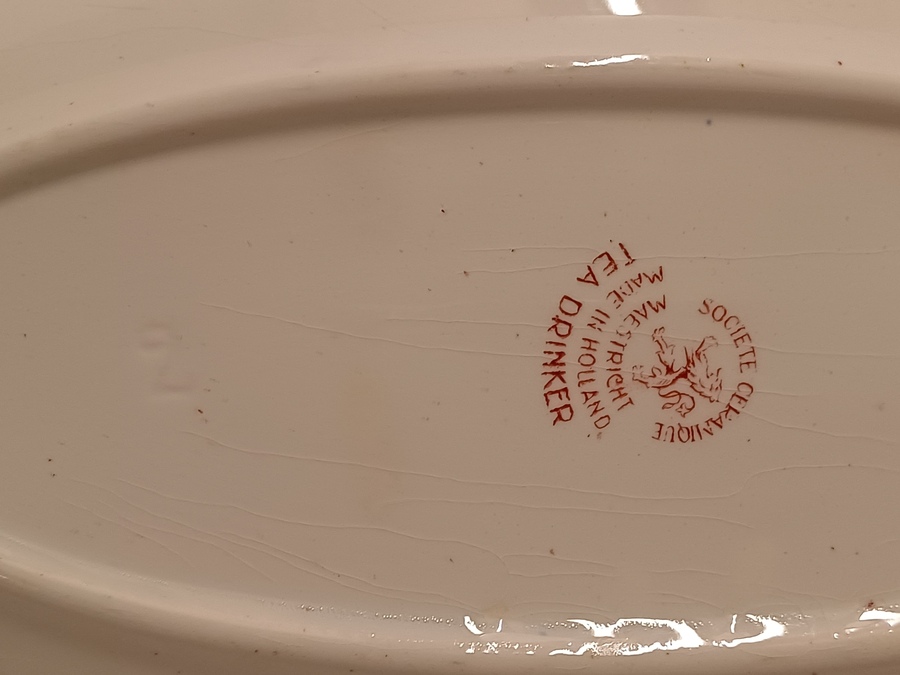 SOCIETE CERAMIQUE
MAESTRICHT
MADE IN HOLLAND
TEA DRINKER